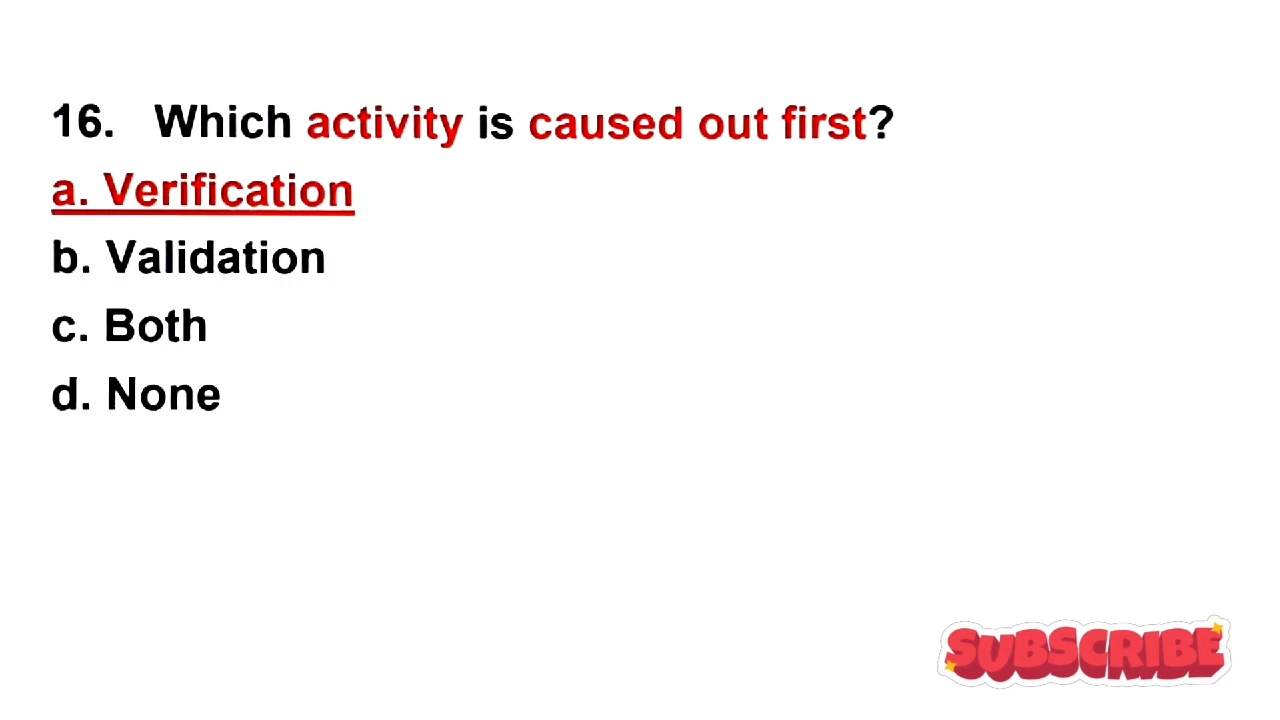 16. Which activity is caused out first?
a. Verification
b. Validation
c. Both
d. None
SUBSCRIBE